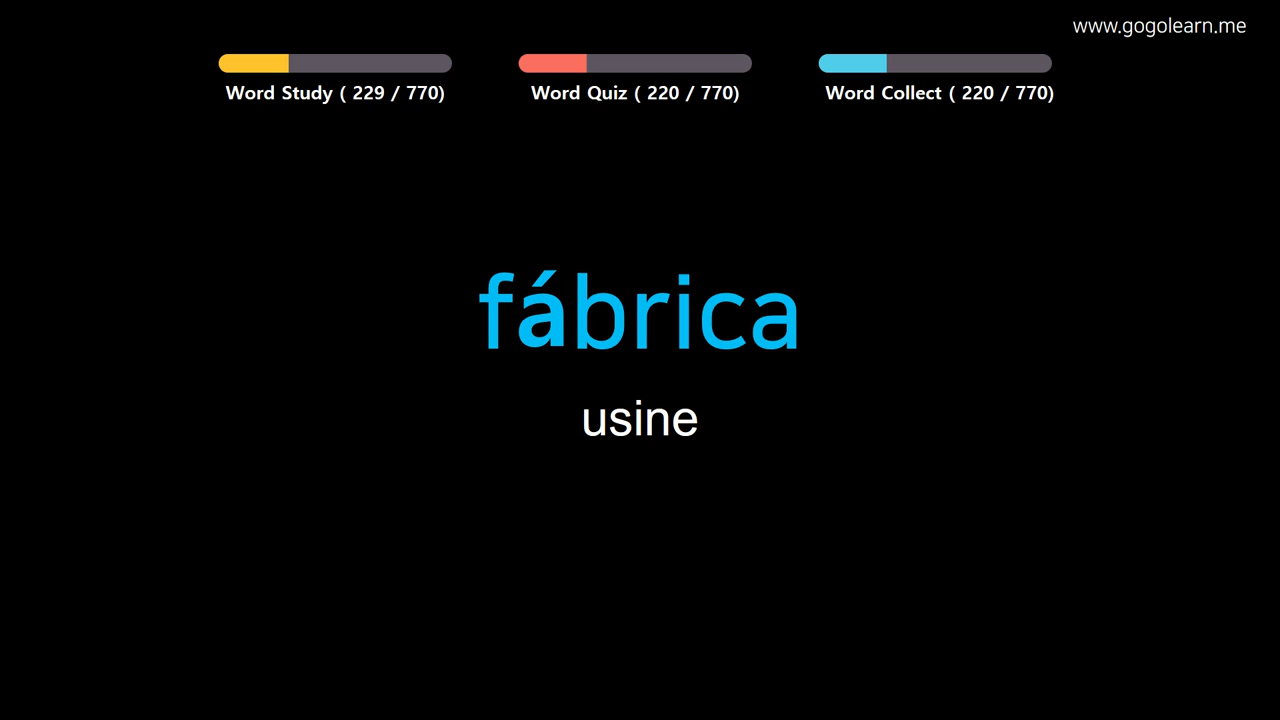 www.gogolearn.me
Word Study ( 229 / 770)
Word Quiz ( 220 / 770)
Word Collect ( 220 / 770)
fábrica
usine